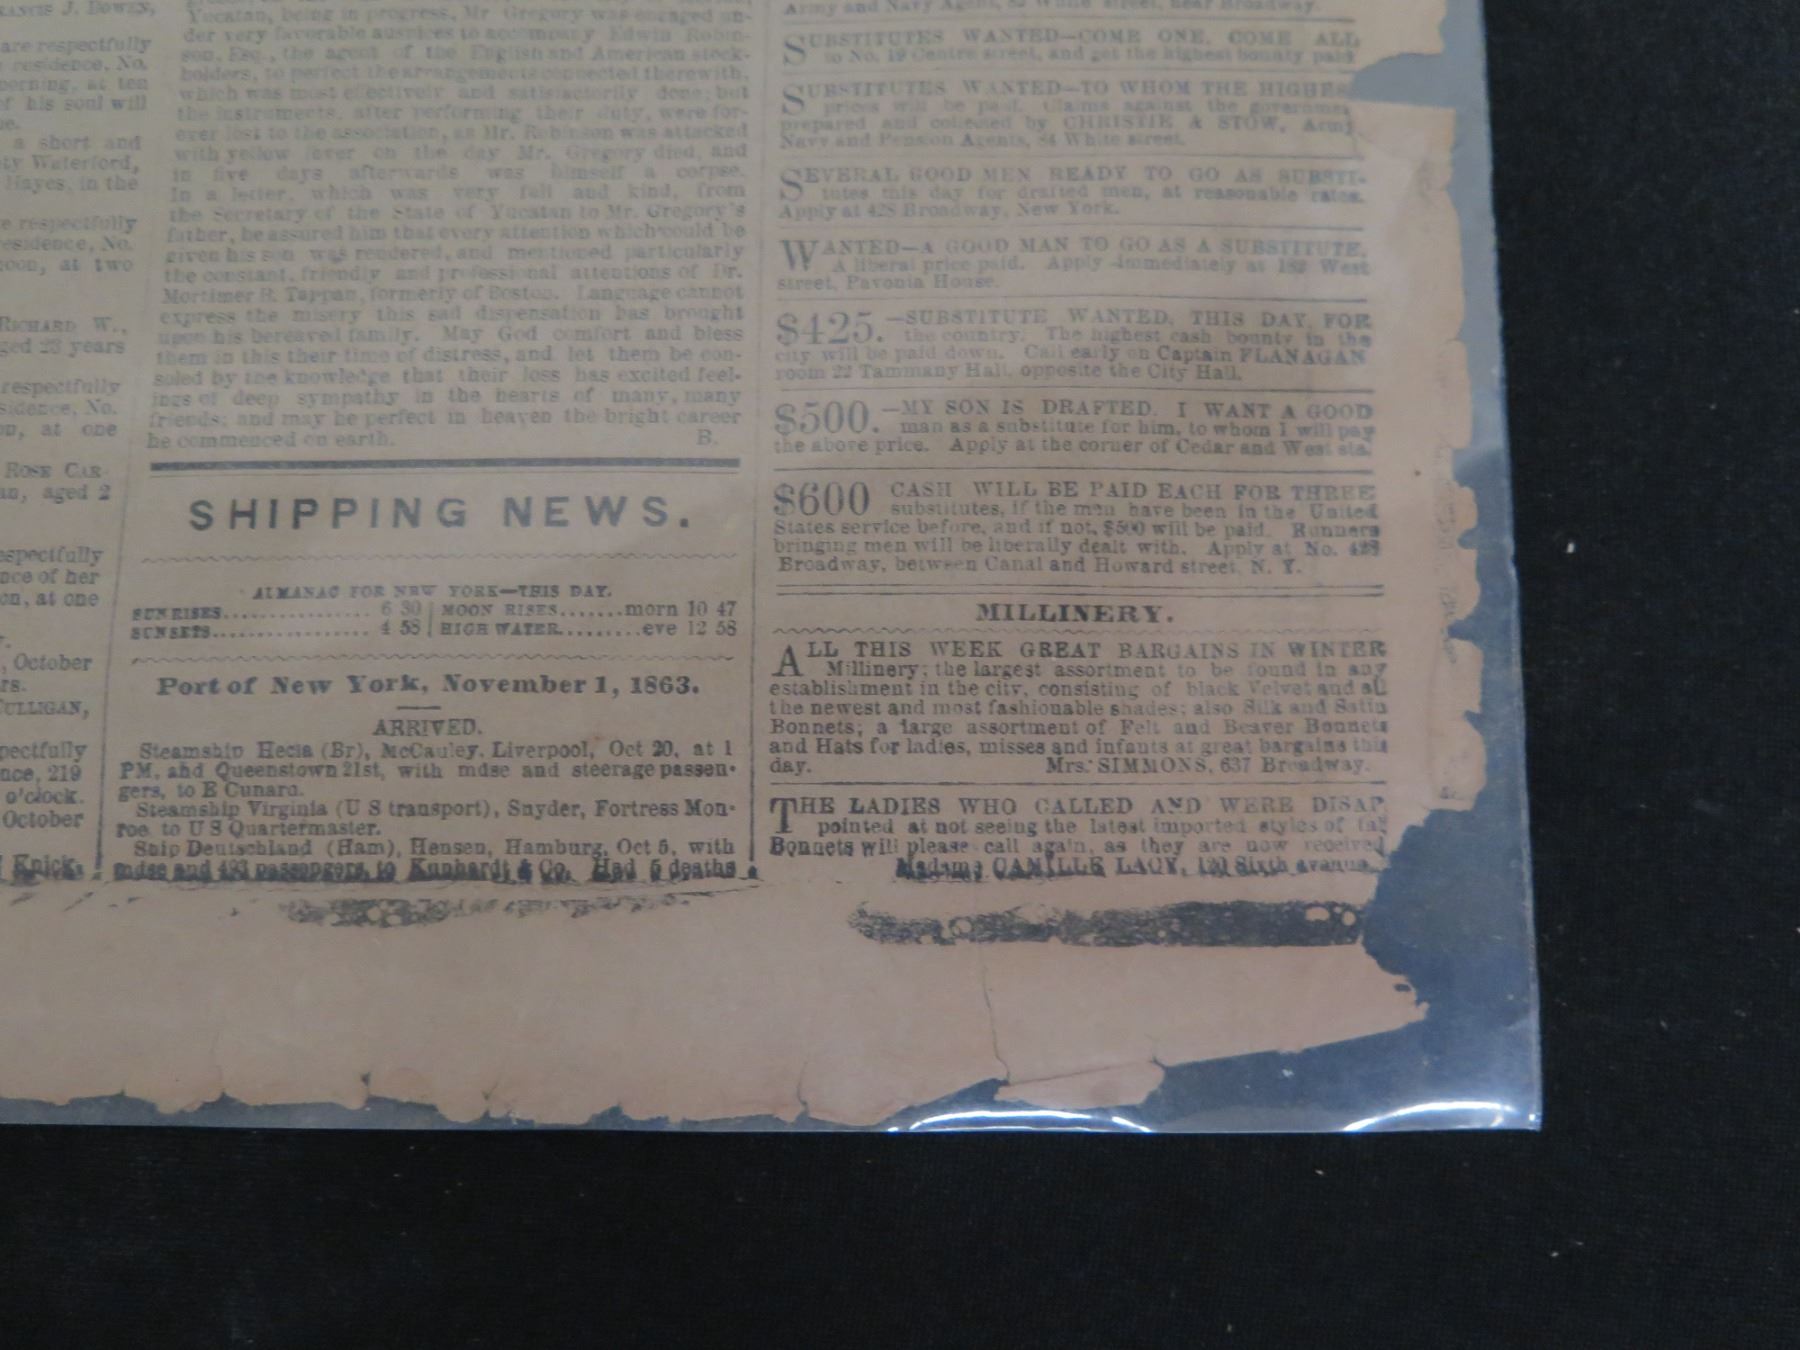 RANCIS J. DOWEN,
are respectfully
residence, No.
morning, at ten
of his soul will
a short and
ty Waterford,
Hayes, in the
e respectfully
residence, No.
noon, at two
RICHARD W.,
aged 28 years
respectfully
sidence, No.
on, at one
ROSE CAR-
an, aged 2
espectfully
nce of her
on, at one
, October
rs.
CULLIGAN,
pectfully
nce, 219
o'clock.
October
Knick-
Yucatan, being in progress, Mr Gregory was engaged un-
der very favorable auspices to accompany Edwin Robin-
son, Esq., the agent of the English and American stock-
holders, to perfect the arrangements connected therewith,
which was most effectively and satisfactorily done; but
the instruments, after performing their duty, were for-
ever lost to the association, as Mr. Robinson was attacked
with yellow fever on the day Mr. Gregory died, and
in five days afterwards was himself a corpse.
In a letter, which was very full and kind, from
the Secretary of the State of Yucatan to Mr. Gregory's
father, he assured him that every attention which could be
given his son was rendered, and mentioned particularly
the constant, friendly and professional attentions of Dr.
Mortimer R. Tappan, formerly of Boston. Language cannot
express the misery this sad dispensation has brought
upon his bereaved family. May God comfort and bless
them in this their time of distress, and let them be con-
soled by the knowledge that their loss has excited feel-
ings of deep sympathy in the hearts of many, many
friends; and may he perfect in heaven the bright career
he commenced on earth. B.
SHIPPING NEWS.
ALMANAC FOR NEW YORK—THIS DAY.
SUN RISES................ 6 30 | MOON RISES.......morn 10 47
SUN SETS................. 4 58 | HIGH WATER.........eve 12 58
Port of New York, November 1, 1863.
ARRIVED.
Steamship Hecla (Br), McCauley, Liverpool, Oct 20, at 1
PM, and Queenstown 21st, with mdse and steerage passen-
gers, to E Cunard.
Steamship Virginia (U S transport), Snyder, Fortress Mon-
roe, to U S Quartermaster.
Ship Deutschland (Ham), Hensen, Hamburg, Oct 5, with
mdse and 493 passengers, to Kunhardt & Co. Had 5 deaths
Army and Navy Agent, 83 White street, near Broadway.
SUBSTITUTES WANTED—COME ONE, COME ALL
to No. 19 Centre street, and get the highest bounty paid
SUBSTITUTES WANTED—TO WHOM THE HIGHES
prices will be paid. Claims against the governme
prepared and collected by CHRISTIE & STOW, Army
Navy and Pension Agents, 84 White street.
SEVERAL GOOD MEN READY TO GO AS SUBSTI-
tutes this day for drafted men, at reasonable rates.
Apply at 428 Broadway, New York.
WANTED—A GOOD MAN TO GO AS A SUBSTITUTE.
A liberal price paid. Apply immediately at West
street, Pavonia House.
$425.—SUBSTITUTE WANTED, THIS DAY, FOR
the country. The highest cash bounty in the
city will be paid down. Call early on Captain FLANAGAN
room 22 Tammany Hall, opposite the City Hall.
$500.—MY SON IS DRAFTED. I WANT A GOOD
man as a substitute for him, to whom I will pay
the above price. Apply at the corner of Cedar and West sts.
$600 CASH WILL BE PAID EACH FOR THREE
substitutes, if the men have been in the United
States service before, and if not, $500 will be paid. Runners
bringing men will be liberally dealt with. Apply at No. 428
Broadway, between Canal and Howard street, N. Y.
MILLINERY.
ALL THIS WEEK GREAT BARGAINS IN WINTER
Millinery; the largest assortment to be found in any
establishment in the city, consisting of black Velvet and all
the newest and most fashionable shades; also Silk and Satin
Bonnets; a large assortment of Felt and Beaver Bonnets
and Hats for ladies, misses and infants at great bargains this
day. Mrs. SIMMONS, 637 Broadway.
THE LADIES WHO CALLED AND WERE DISAP
pointed at not seeing the latest imported styles of fall
Bonnets will please call again, as they are now received
Madame CAMILLE LACY, Sixth avenue.